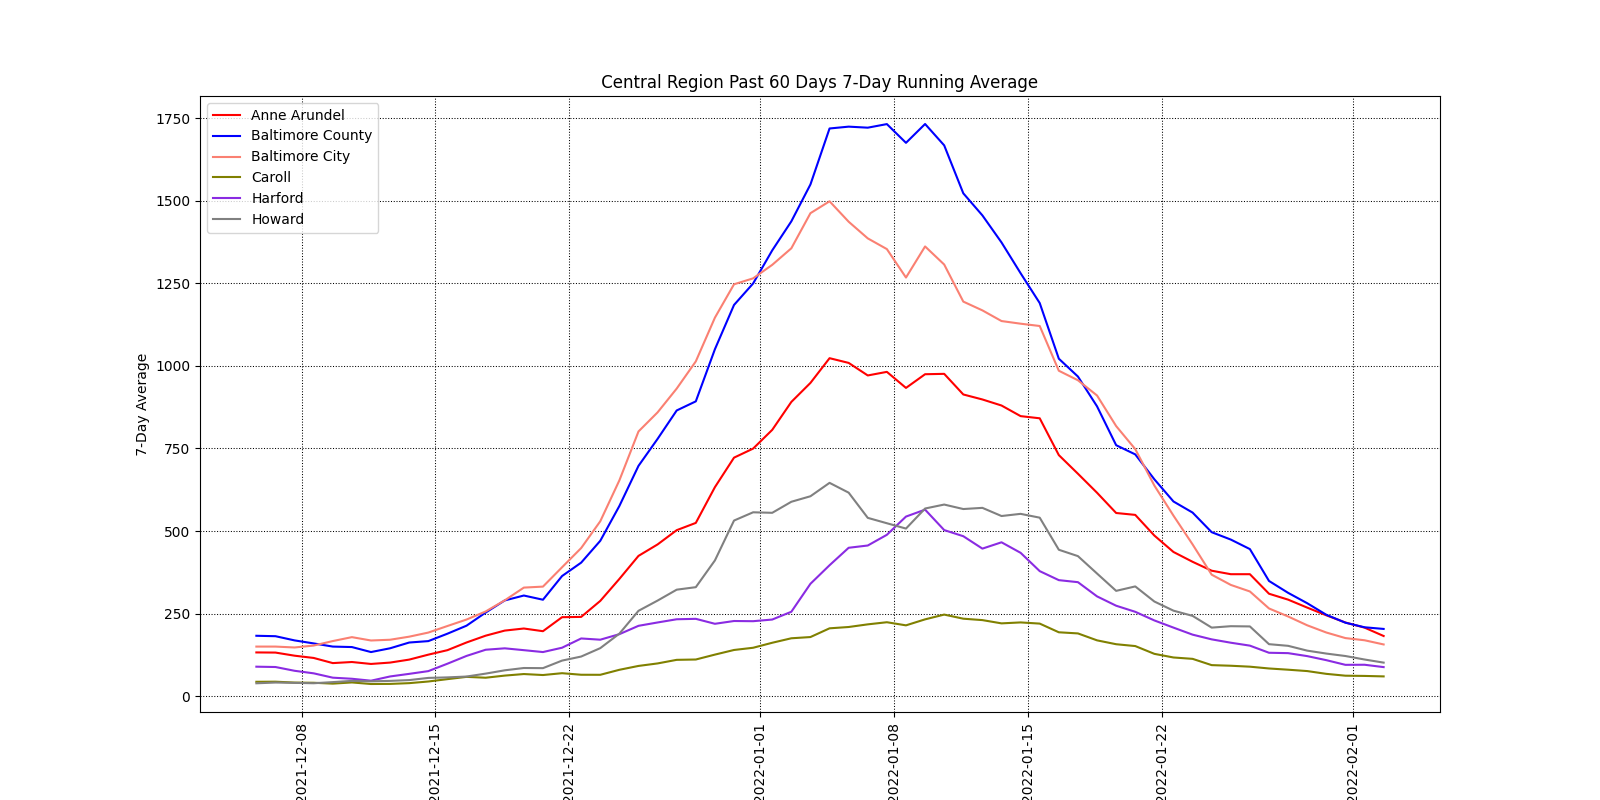 Central Region Past 60 Days 7-Day Running Average
Anne Arundel
Baltimore County
Baltimore City
Caroll
Harford
Howard
7-Day Average
1750
1500
1250
1000
750
500
250
0
2021-12-08
2021-12-15
2021-12-22
2022-01-01
2022-01-08
2022-01-15
2022-01-22
2022-02-01